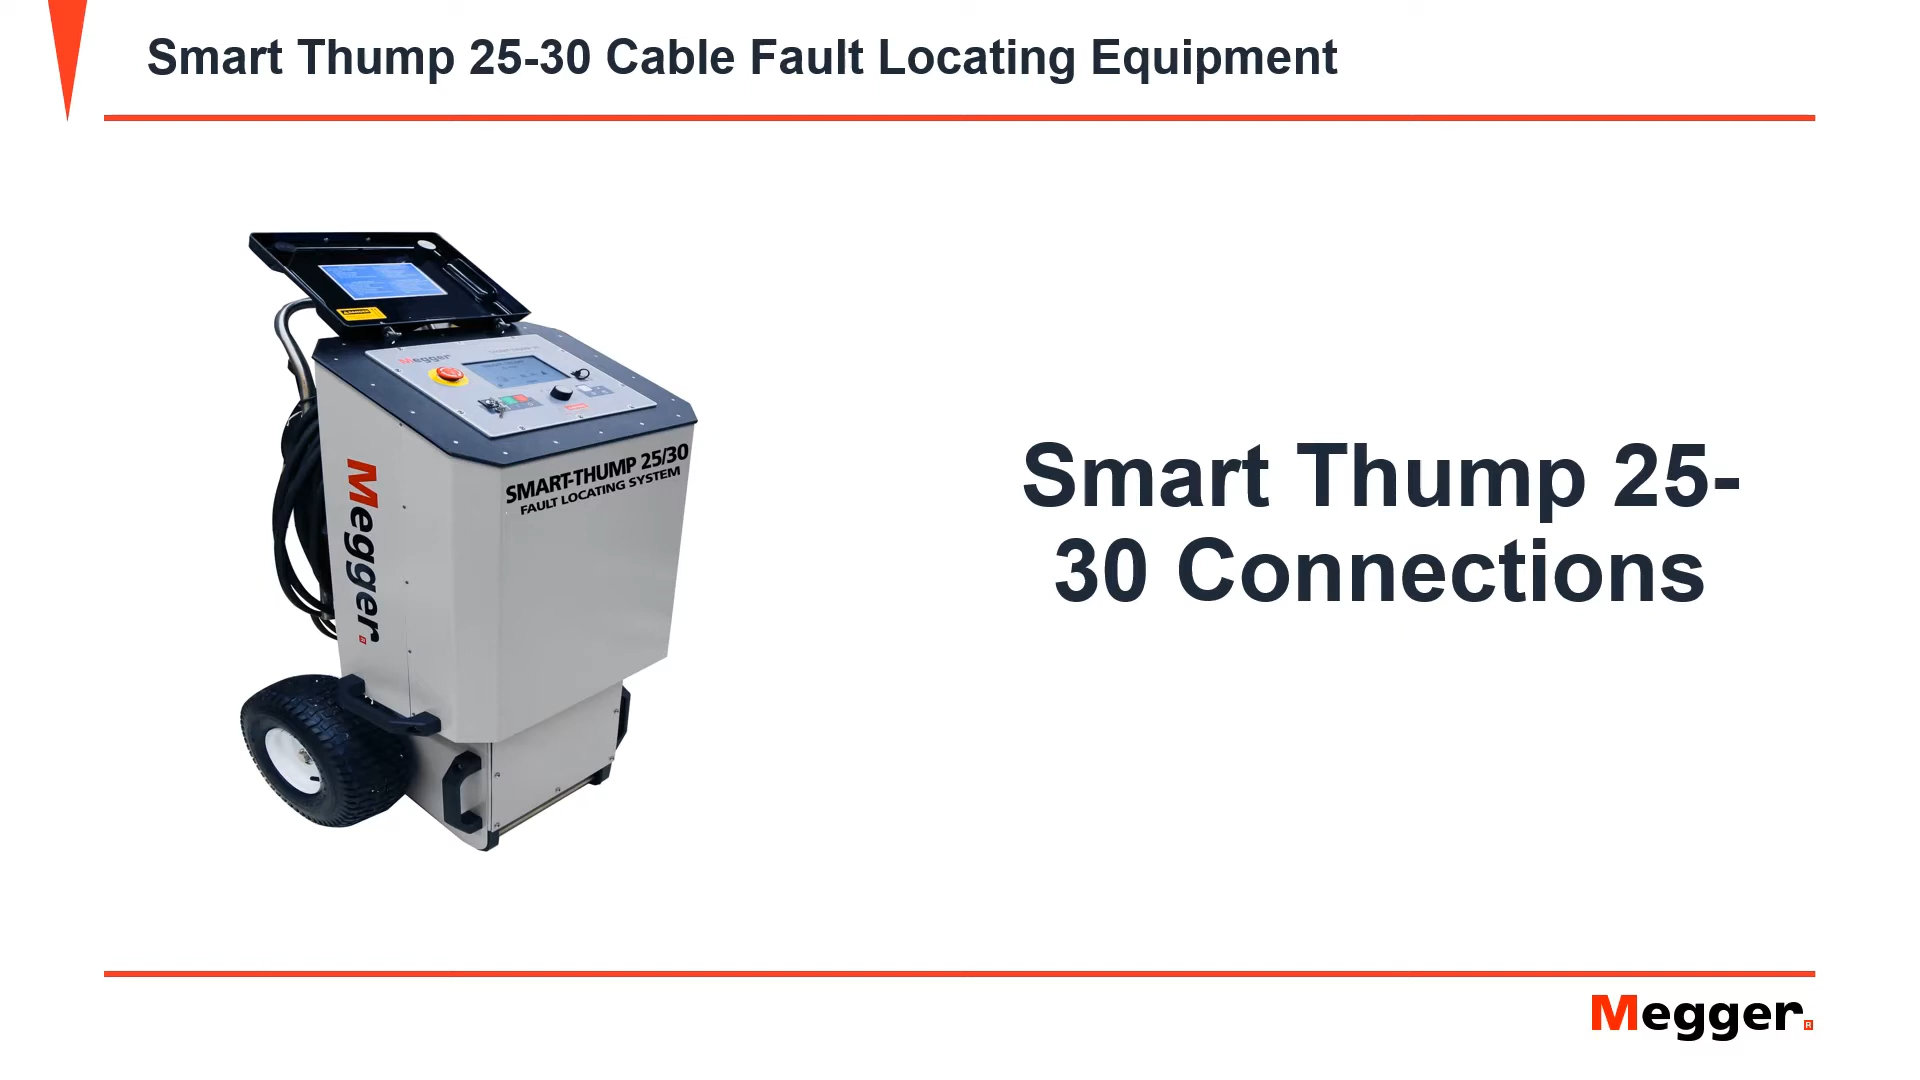 Smart Thump 25-30 Cable Fault Locating Equipment
Megger
SMART-THUMP 25/30
FAULT LOCATING SYSTEM
Megger.
Smart Thump 25-
30 Connections
Megger.